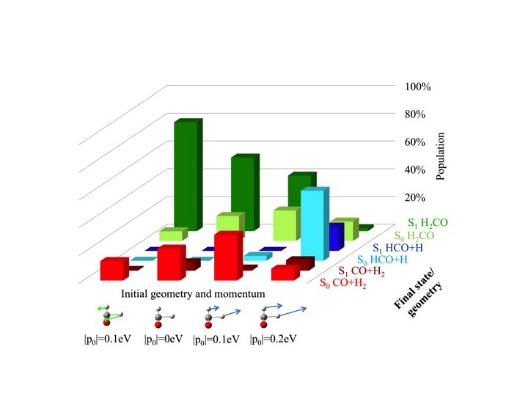 100%
80%
60%
40%
20%
Population
S₁ H₂CO
S₀ H₂CO
S₁ HCO+H
S₀ HCO+H
S₁ CO+H₂
S₀ CO+H₂
Final state/
geometry
Initial geometry and momentum
|p₀|=0.1eV |p₀|=0eV |p₀|=0.1eV |p₀|=0.2eV